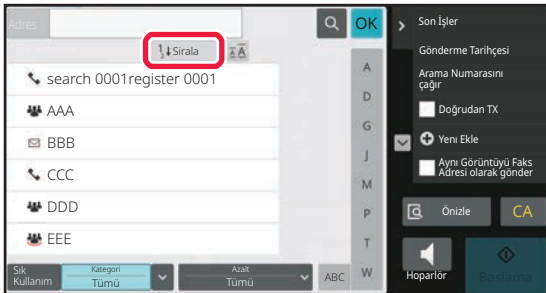 Adres
OK
Sırala
A
search 0001register 0001
AAA
BBB
CCC
DDD
EEE
A
D
G
J
M
P
T
W
Sık
Kullanım
Kategori
Tümü
Azalt
Tümü
ABC
Son İşler
Gönderme Tarihçesi
Arama Numarasını
çağır
Doğrudan TX
Yeni Ekle
Aynı Görüntüyü Faks
Adresi olarak gönder
Önizle
CA
Hoparlör
Başlama